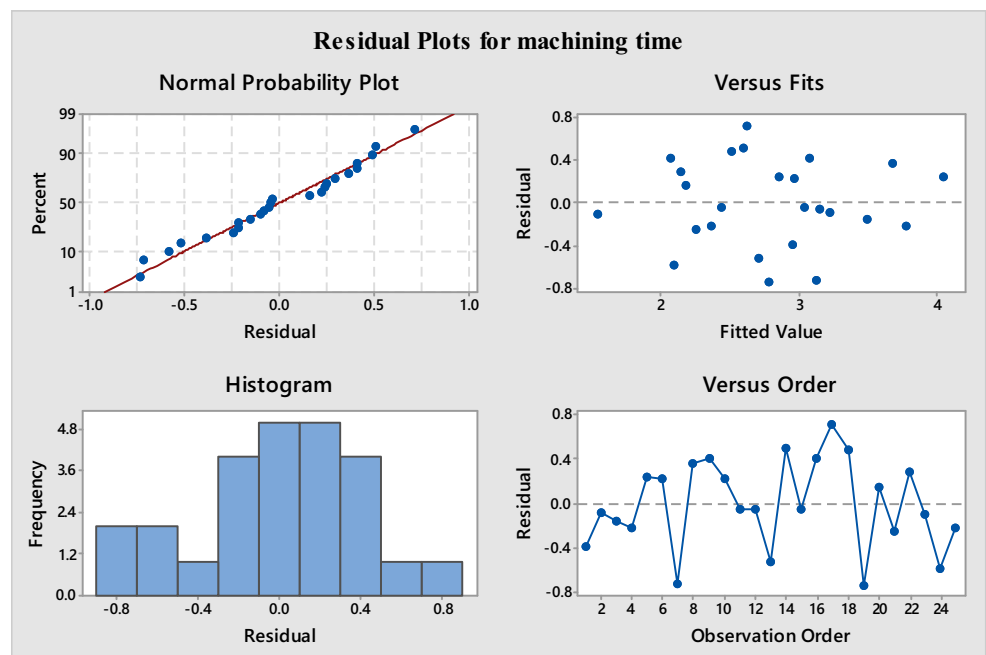 Residual Plots for machining time
Normal Probability Plot
Versus Fits
99
90
50
10
1
Percent
-1.0 -0.5 0.0 0.5 1.0
Residual
0.8
0.4
0.0
-0.4
-0.8
Residual
2 3 4
Fitted Value
Histogram
Versus Order
4.8
3.6
2.4
1.2
0.0
Frequency
-0.8 -0.4 0.0 0.4 0.8
Residual
0.8
0.4
0.0
-0.4
-0.8
Residual
2 4 6 8 10 12 14 16 18 20 22 24
Observation Order